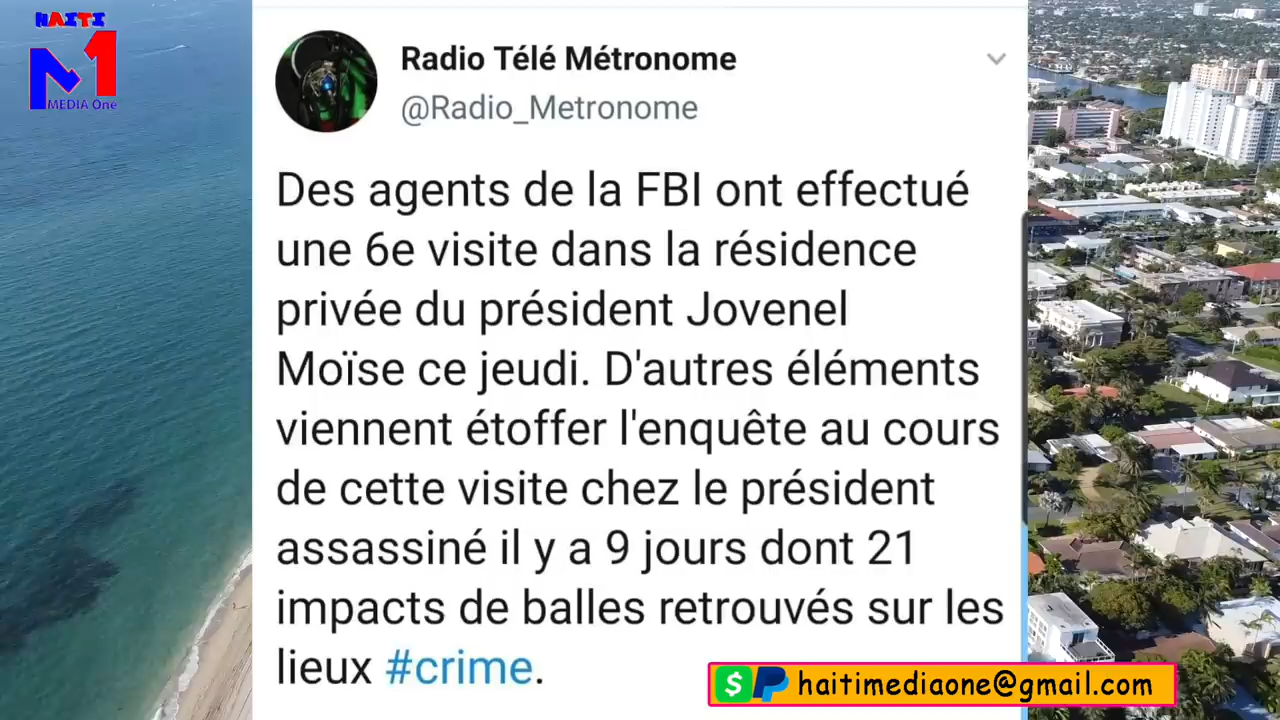 HAITI
M1
MEDIA One
Radio Télé Métronome
@Radio_Metronome
Des agents de la FBI ont effectué
une 6e visite dans la résidence
privée du président Jovenel
Moïse ce jeudi. D'autres éléments
viennent étoffer l'enquête au cours
de cette visite chez le président
assassiné il y a 9 jours dont 21
impacts de balles retrouvés sur les
lieux #crime.
$ P haitimediaone@gmail.com